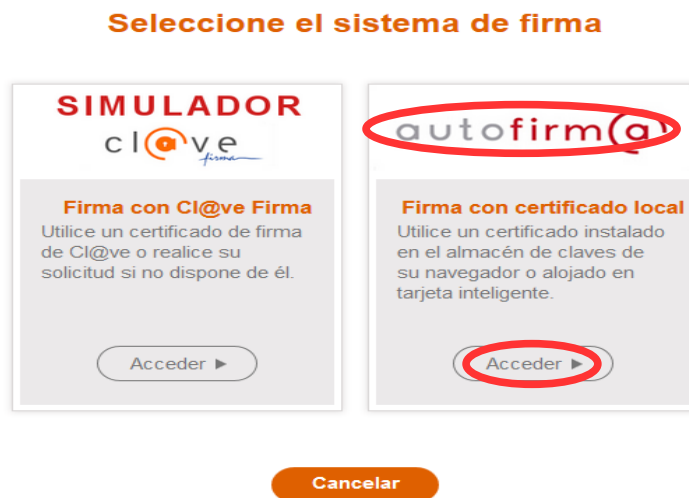 Seleccione el sistema de firma
SIMULADOR
cl@ve
firma
Firma con Cl@ve Firma
Utilice un certificado de firma
de Cl@ve o realice su
solicitud si no dispone de él.
Acceder ►
autofirm@
Firma con certificado local
Utilice un certificado instalado
en el almacén de claves de
su navegador o alojado en
tarjeta inteligente.
Acceder ►
Cancelar